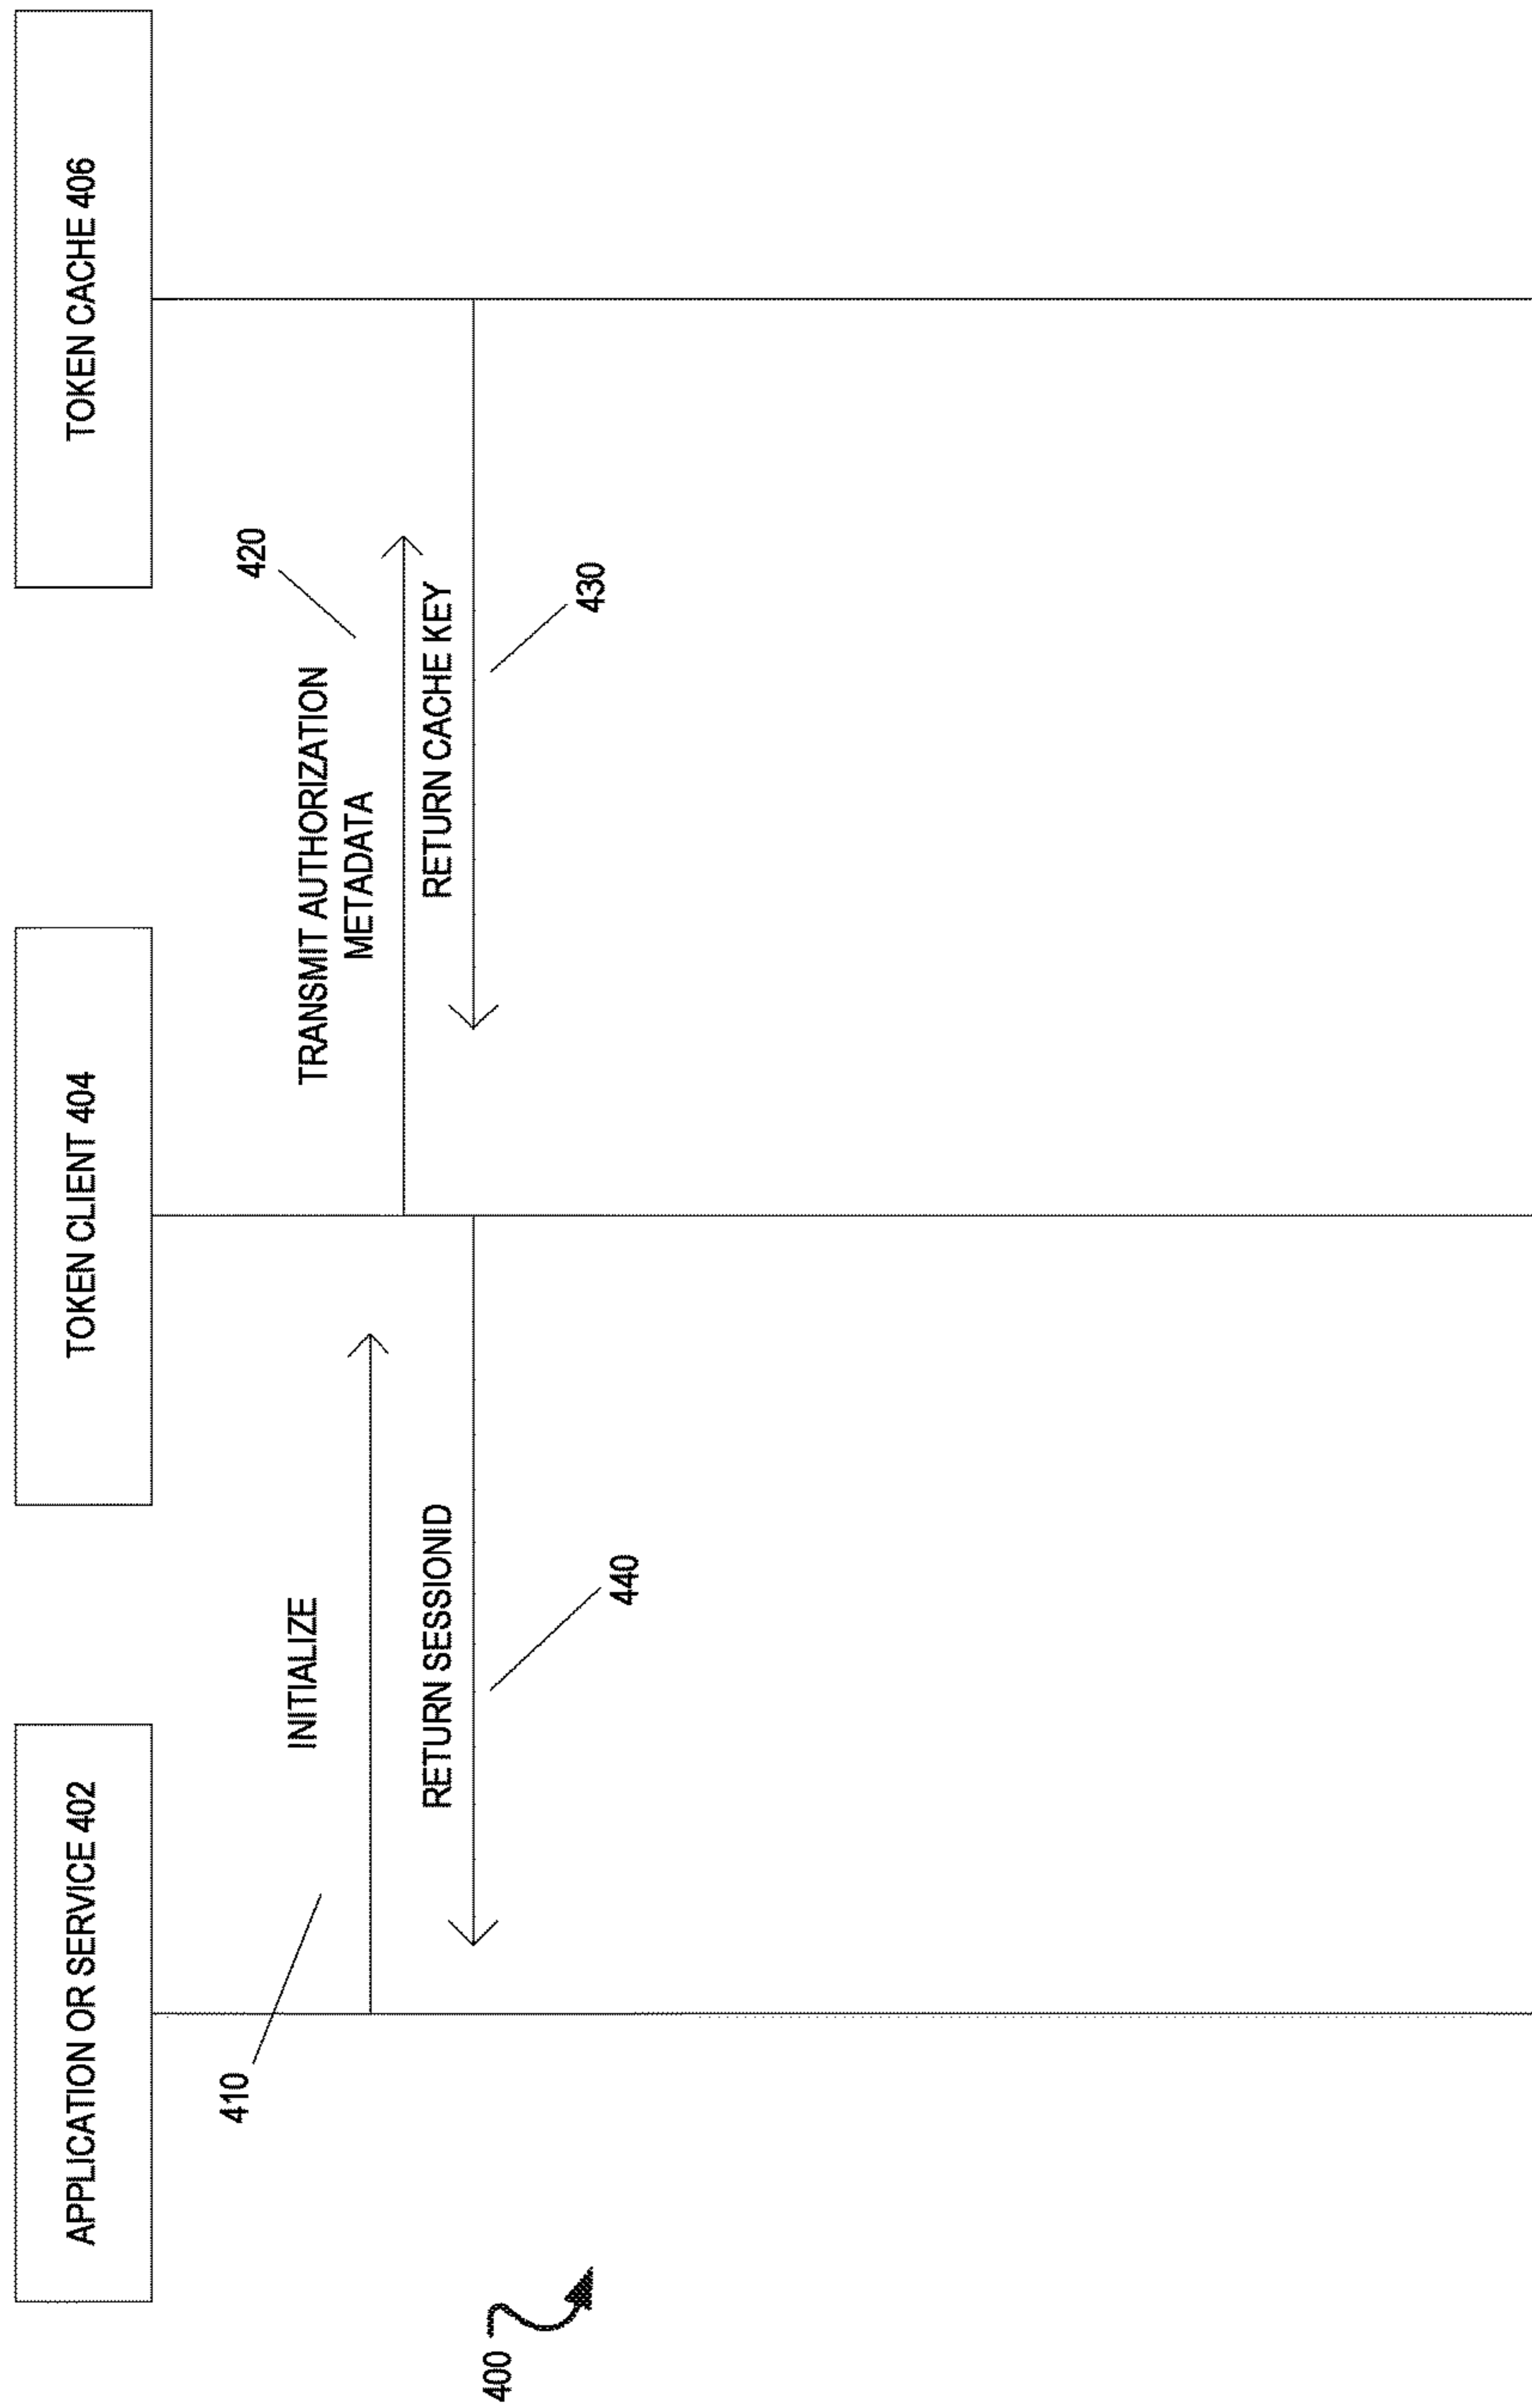 APPLICATION OR SERVICE 402
TOKEN CLIENT 404
TOKEN CACHE 406
410
INITIALIZE
420
TRANSMIT AUTHORIZATION
METADATA
RETURN SESSIONID
RETURN CACHE KEY
440
430
400